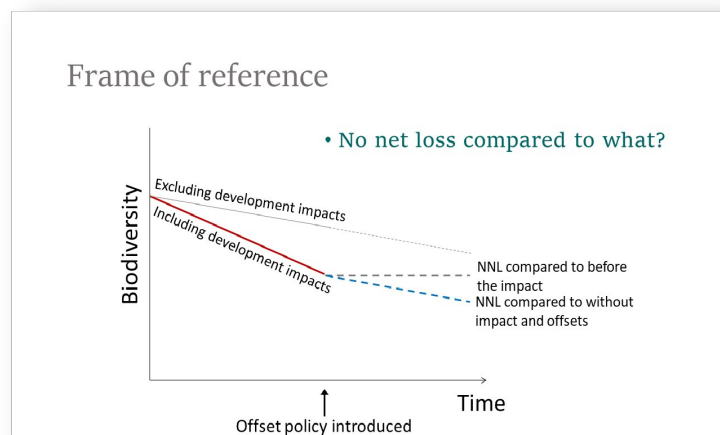 Frame of reference
• No net loss compared to what?
Excluding development impacts
Including development impacts
Biodiversity
NNL compared to before
the impact
NNL compared to without
impact and offsets
Time
Offset policy introduced